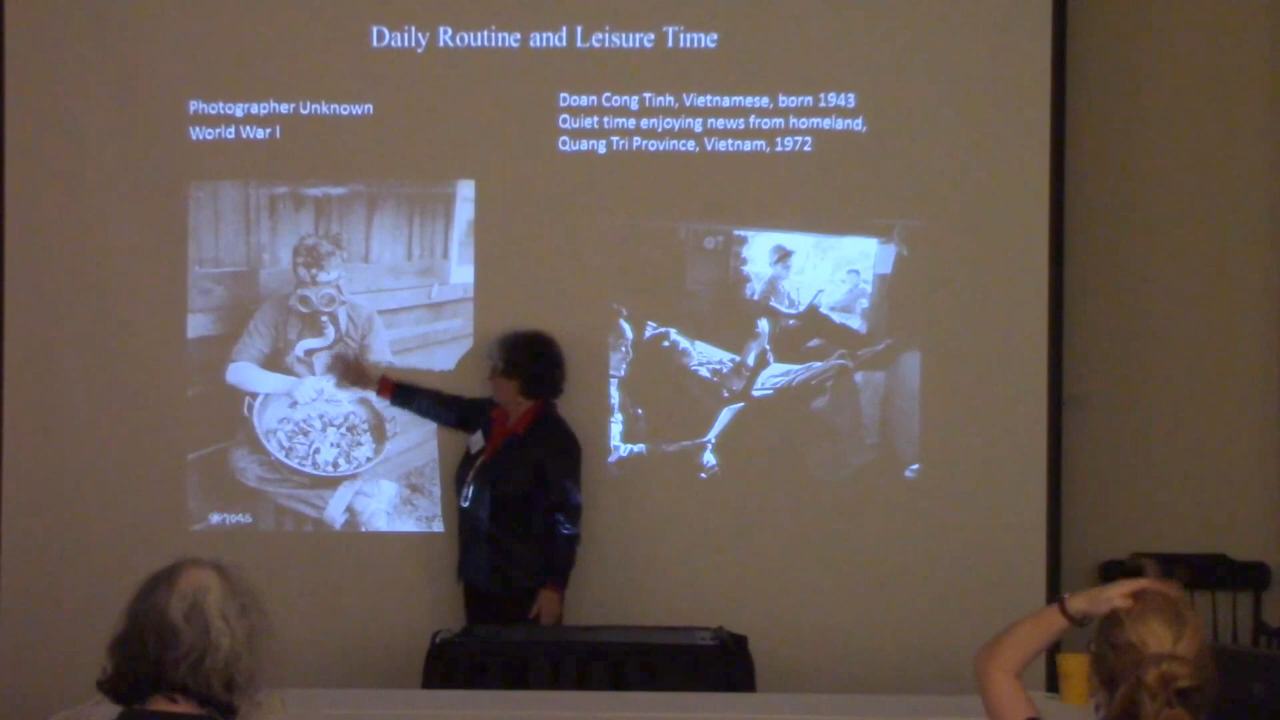 Daily Routine and Leisure Time
Photographer Unknown
World War I
Doan Cong Tinh, Vietnamese, born 1943
Quiet time enjoying news from homeland,
Quang Tri Province, Vietnam, 1972